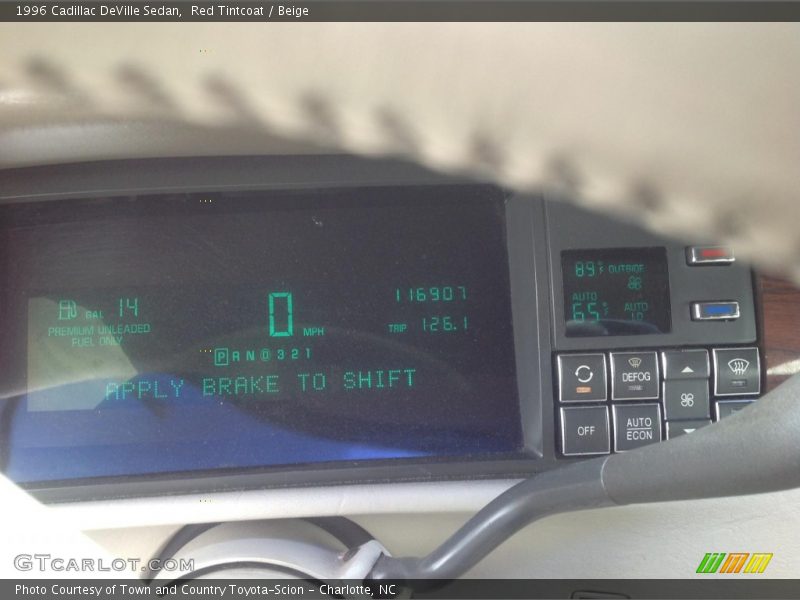 1996 Cadillac DeVille Sedan,  Red Tintcoat / Beige
GAL 14
PREMIUM UNLEADED
FUEL ONLY
0 MPH
116907
TRIP 126.1
P R N D 3 2 1
APPLY BRAKE TO SHIFT
89°F OUTSIDE
AUTO
65°F
AUTO
LO
DEFOG
OFF
AUTO
ECON
GTCARLOT.COM
Photo Courtesy of Town and Country Toyota-Scion – Charlotte, NC